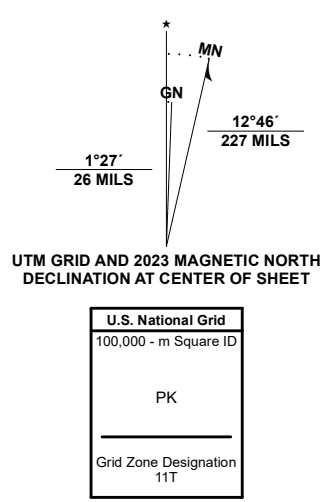 ★
MN
GN
12°46´
227 MILS
1°27´
26 MILS
UTM GRID AND 2023 MAGNETIC NORTH
DECLINATION AT CENTER OF SHEET
U.S. National Grid
100,000 - m Square ID
PK
Grid Zone Designation
11T